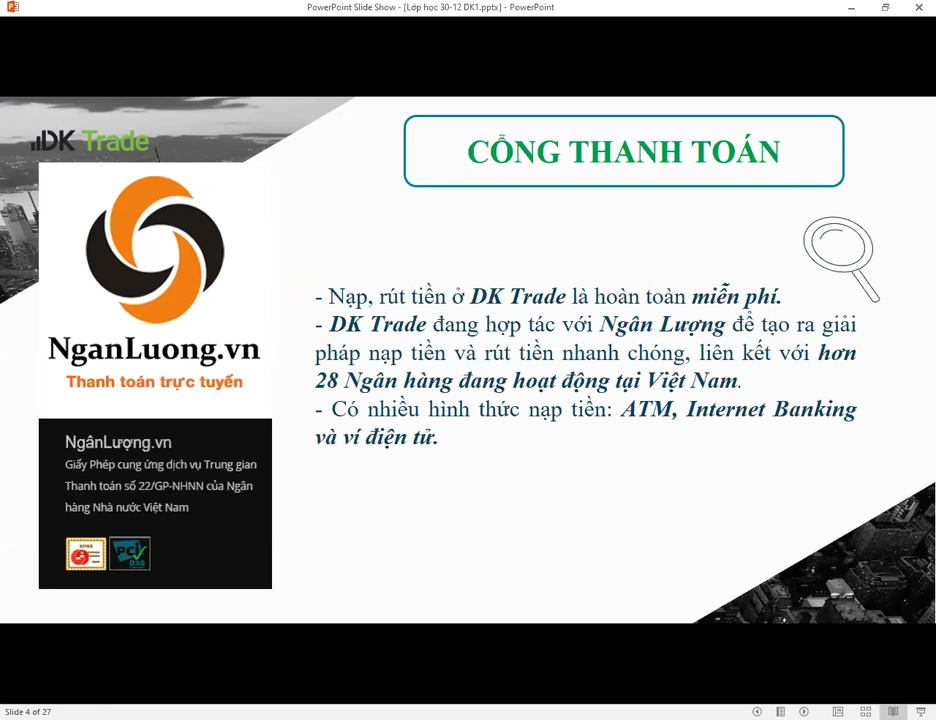 PowerPoint Slide Show - [Lớp học 30-12 DK1.pptx] - PowerPoint
DK Trade
CỔNG THANH TOÁN
NganLuong.vn
Thanh toán trực tuyến
- Nạp, rút tiền ở DK Trade là hoàn toàn miễn phí.
- DK Trade đang hợp tác với Ngân Lượng để tạo ra giải
pháp nạp tiền và rút tiền nhanh chóng, liên kết với hơn
28 Ngân hàng đang hoạt động tại Việt Nam.
- Có nhiều hình thức nạp tiền: ATM, Internet Banking
và ví điện tử.
NgânLượng.vn
Giấy Phép cung ứng dịch vụ Trung gian
Thanh toán số 22/GP-NHNN của Ngân
hàng Nhà nước Việt Nam
PCI
DSS
Slide 4 of 27